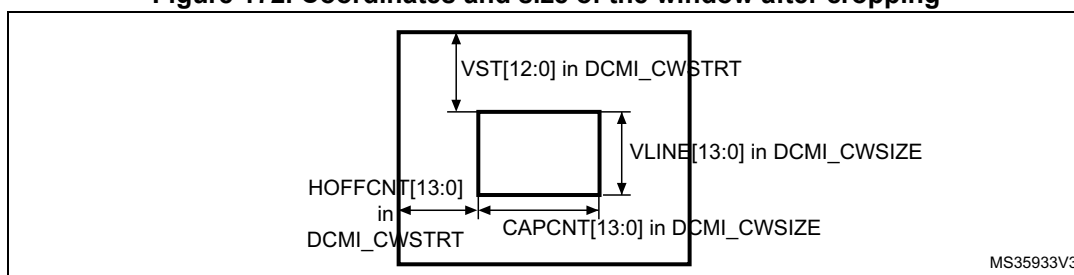 Figure 172. Coordinates and size of the window after cropping
VST[12:0] in DCMI_CWSTRT
VLINE[13:0] in DCMI_CWSIZE
HOFFCNT[13:0]
in
DCMI_CWSTRT
CAPCNT[13:0] in DCMI_CWSIZE
MS35933V3